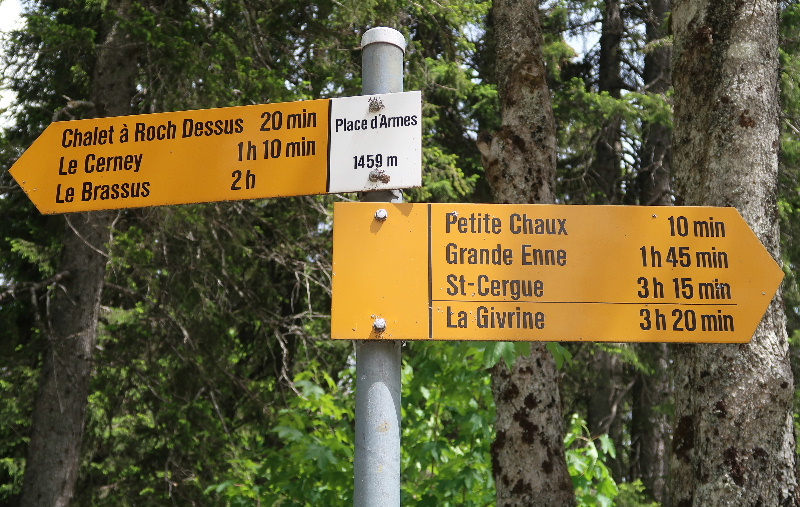 Chalet à Roch Dessus 20 min
Le Cerney 1h 10 min
Le Brassus 2h
Place d'Armes
1459 m
Petite Chaux 10 min
Grande Enne 1h 45 min
St-Cergue 3h 15 min
La Givrine 3h 20 min